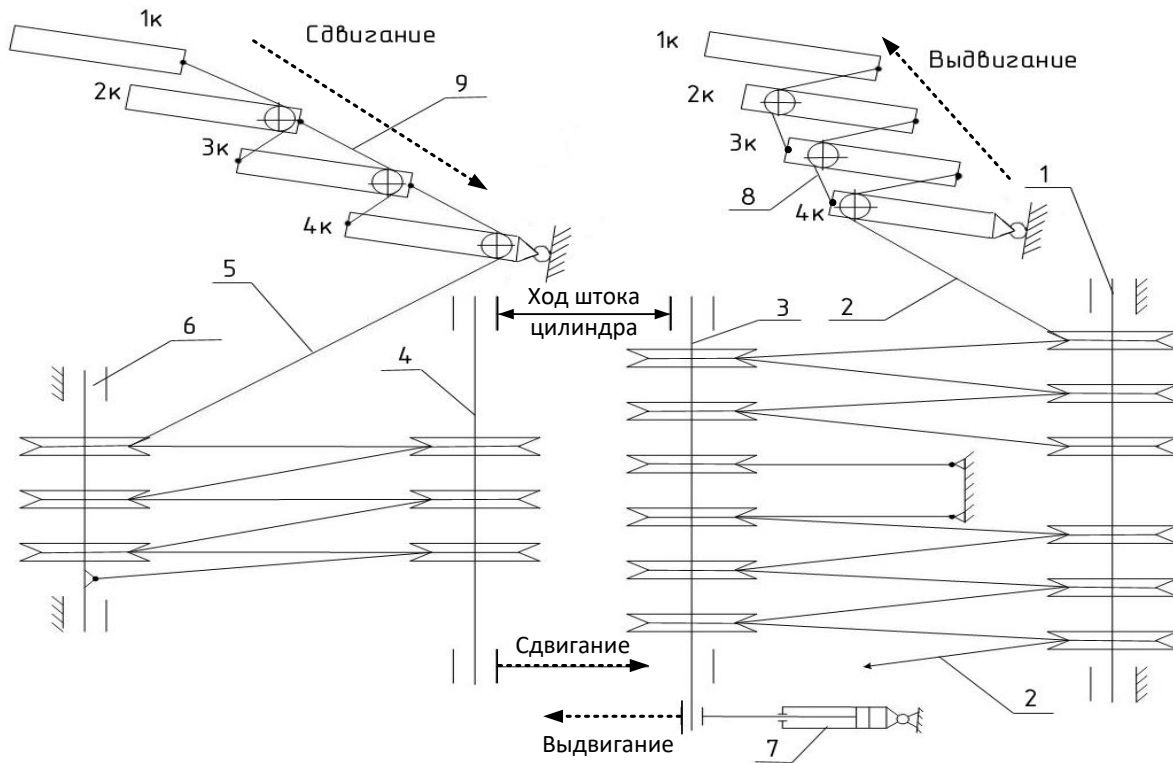 1к
Сдвигание
9
2к
3к
4к
5
6
4
1к
Выдвигание
2к
3к
8
4к
1
Ход штока
цилиндра
3
2
Сдвигание
Выдвигание
7
2